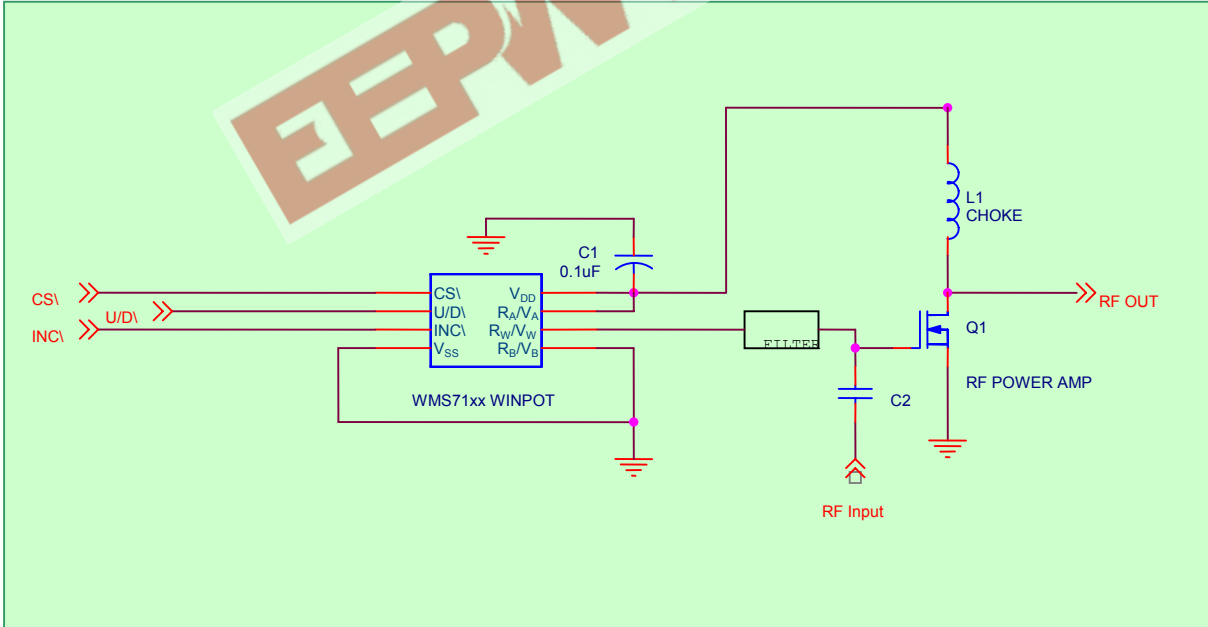 EEPW
L1
CHOKE
C1
0.1uF
CS\
U/D\
INC\
CS\
U/D\
INC\
VSS
VDD
RA/VA
RW/VW
RB/VB
WMS71xx WINPOT
FILTER
RF OUT
Q1
RF POWER AMP
C2
RF Input